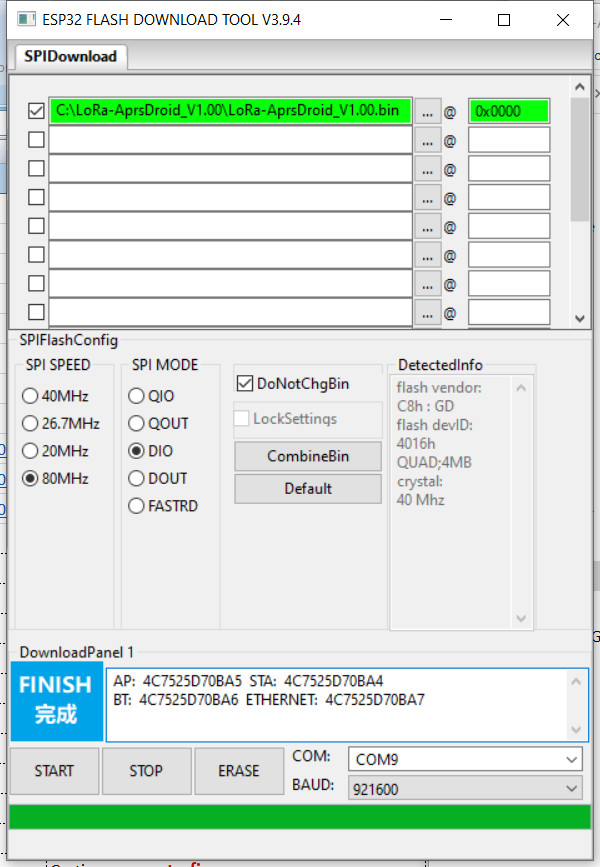 ESP32 FLASH DOWNLOAD TOOL V3.9.4
SPIDownload
C:\LoRa-AprsDroid_V1.00\LoRa-AprsDroid_V1.00.bin ... @ 0x0000
... @
... @
... @
... @
... @
... @
... @
SPIFlashConfig
SPI SPEED
40MHz
26.7MHz
20MHz
80MHz
SPI MODE
QIO
QOUT
DIO
DOUT
FASTRD
DoNotChgBin
LockSettings
CombineBin
Default
DetectedInfo
flash vendor:
C8h : GD
flash devID:
4016h
QUAD;4MB
crystal:
40 Mhz
DownloadPanel 1
FINISH
完成
AP: 4C7525D70BA5 STA: 4C7525D70BA4
BT: 4C7525D70BA6 ETHERNET: 4C7525D70BA7
START
STOP
ERASE
COM: COM9
BAUD: 921600